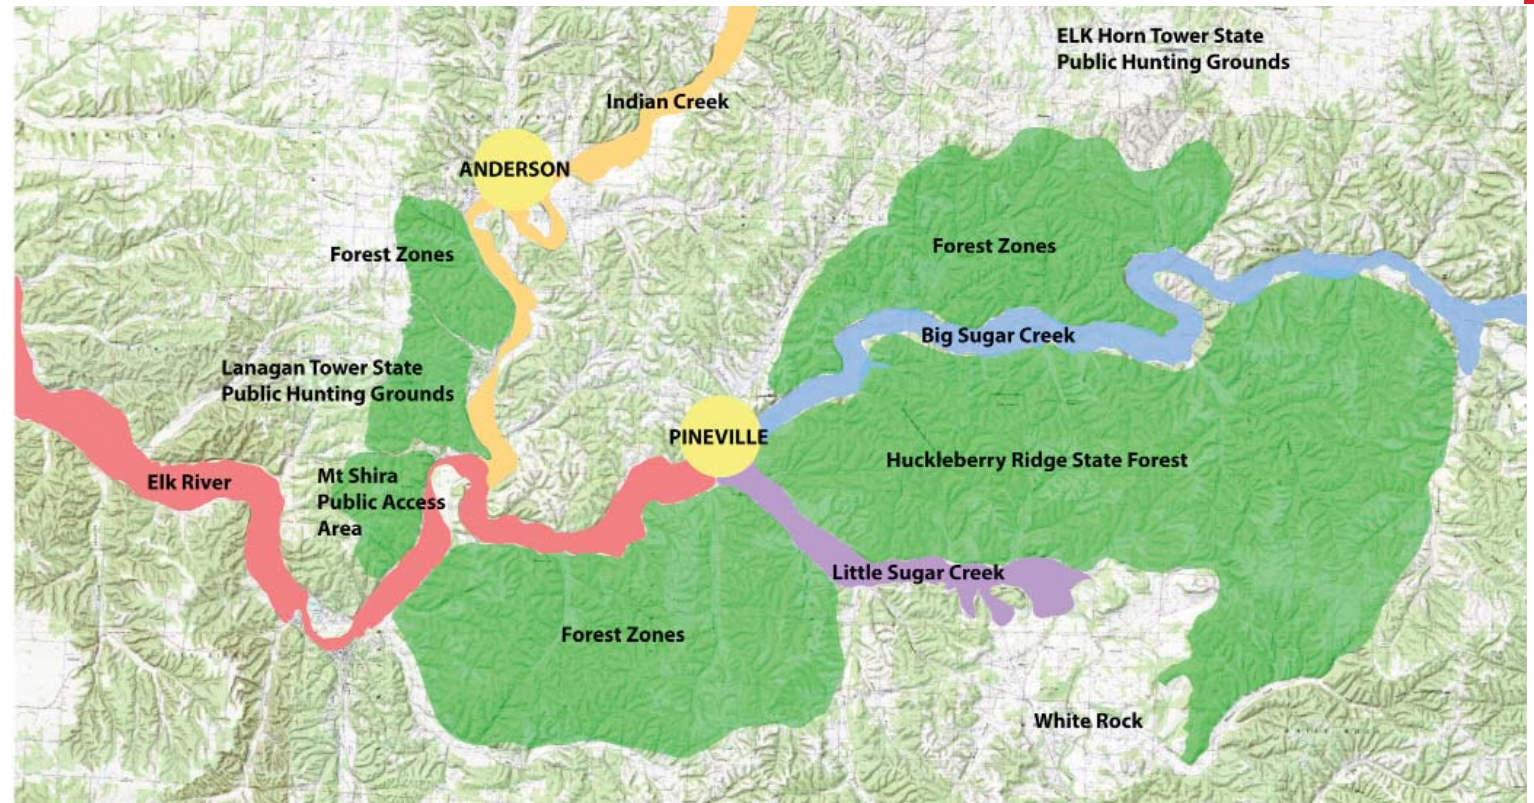 ELK Horn Tower State
Public Hunting Grounds
Indian Creek
ANDERSON
Forest Zones
Forest Zones
Big Sugar Creek
Lanagan Tower State
Public Hunting Grounds
PINEVILLE
Huckleberry Ridge State Forest
Elk River
Mt Shira
Public Access
Area
Little Sugar Creek
Forest Zones
White Rock